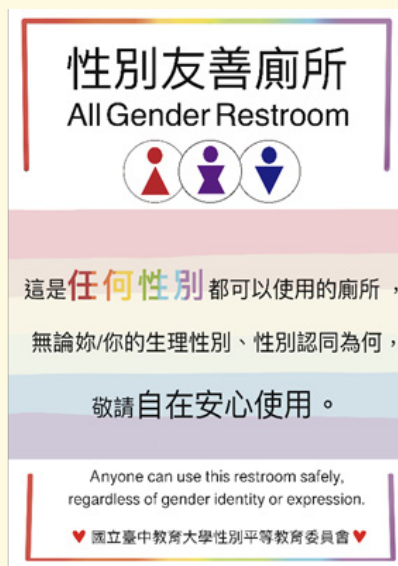 性別友善廁所
All Gender Restroom
這是任何性別都可以使用的廁所，
無論妳/你的生理性別、性別認同為何，
敬請自在安心使用。
Anyone can use this restroom safely,
regardless of gender identity or expression.
♥ 國立臺中教育大學性別平等教育委員會 ♥